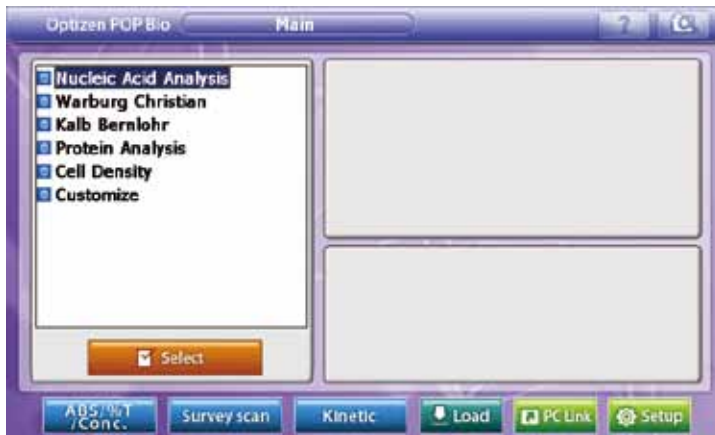 Optizen POP Bio
Main
?
Nucleic Acid Analysis
Warburg Christian
Kalb Bernlohr
Protein Analysis
Cell Density
Customize
Select
ABS/%T
/Conc.
Survey scan
Kinetic
Load
PC Link
Setup